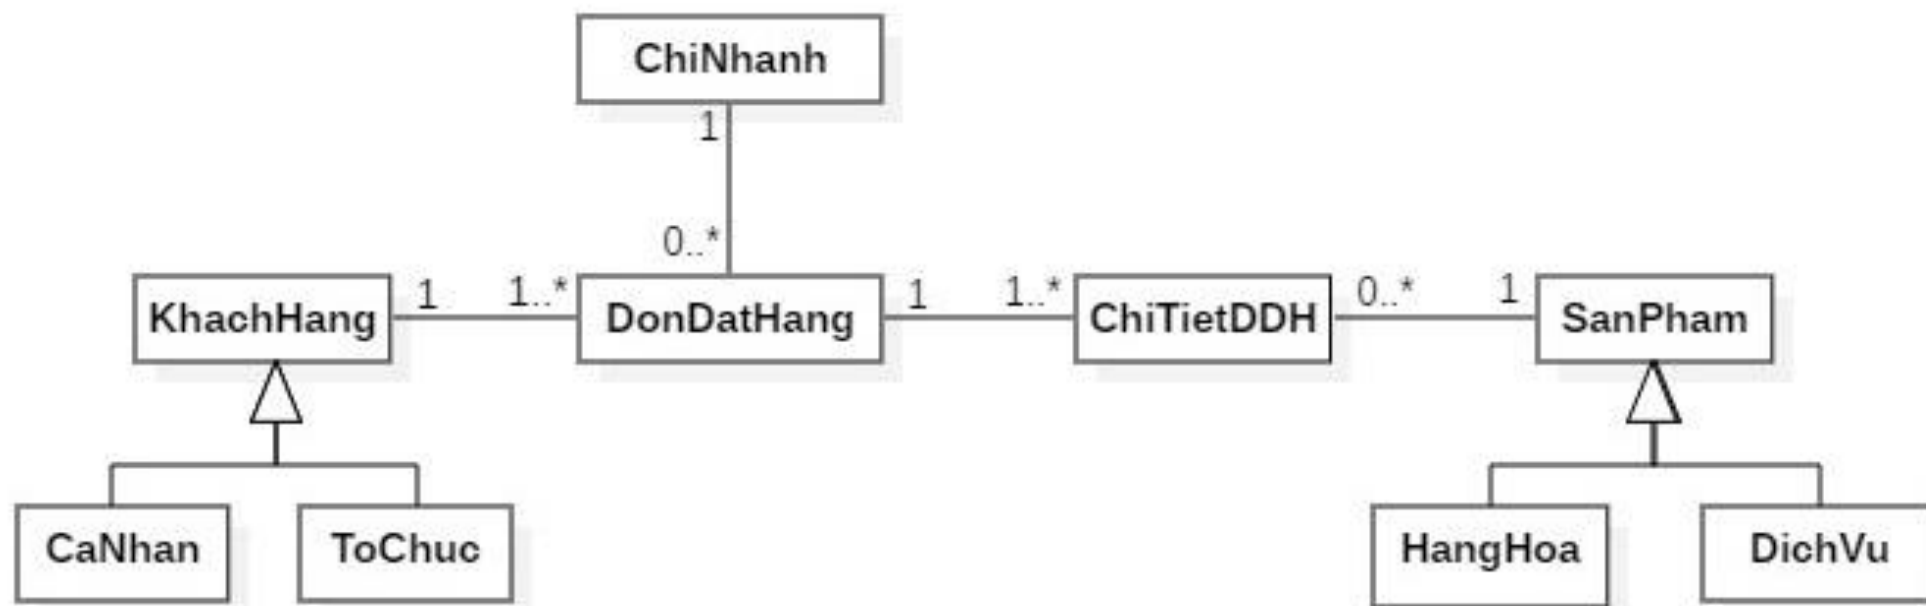 ChiNhanh
1
0..*
KhachHang 1 1..* DonDatHang 1 1..* ChiTietDDH 0..* 1 SanPham
CaNhan ToChuc HangHoa DichVu